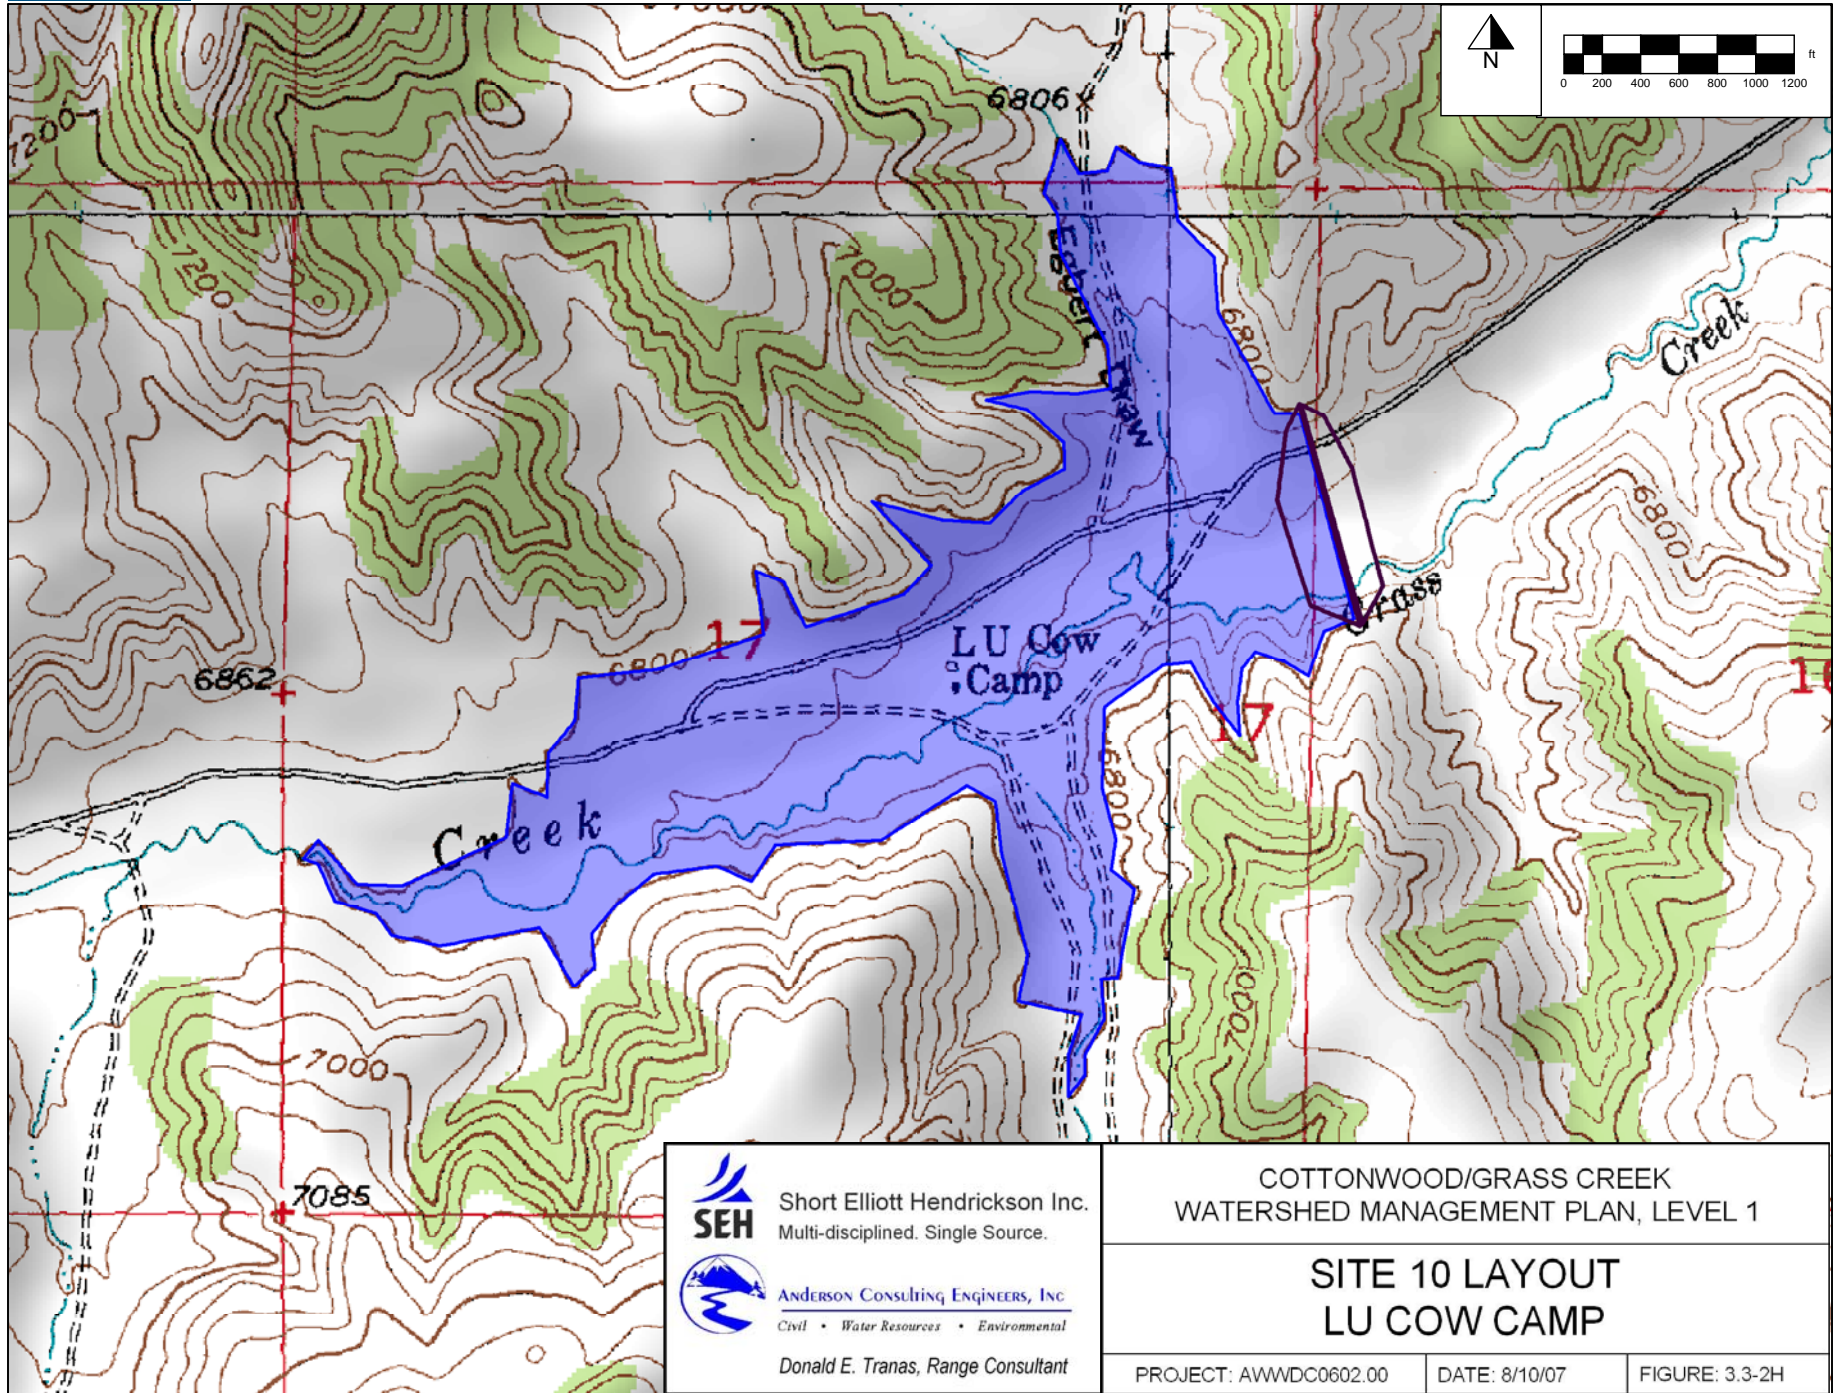 7000
6806
N
ft
0 200 400 600 800 1000 1200
7200
7200
7000
Egbert Draw
6800
Creek
6800
Grass
17
LU Cow
Camp
6800
6862
17
16
6800
Creek
7000
7000
7085
SEH
Short Elliott Hendrickson Inc.
Multi-disciplined. Single Source.
Anderson Consulting Engineers, Inc
Civil • Water Resources • Environmental
Donald E. Tranas, Range Consultant
COTTONWOOD/GRASS CREEK
WATERSHED MANAGEMENT PLAN, LEVEL 1
SITE 10 LAYOUT
LU COW CAMP
PROJECT: AWWDC0602.00
DATE: 8/10/07
FIGURE: 3.3-2H